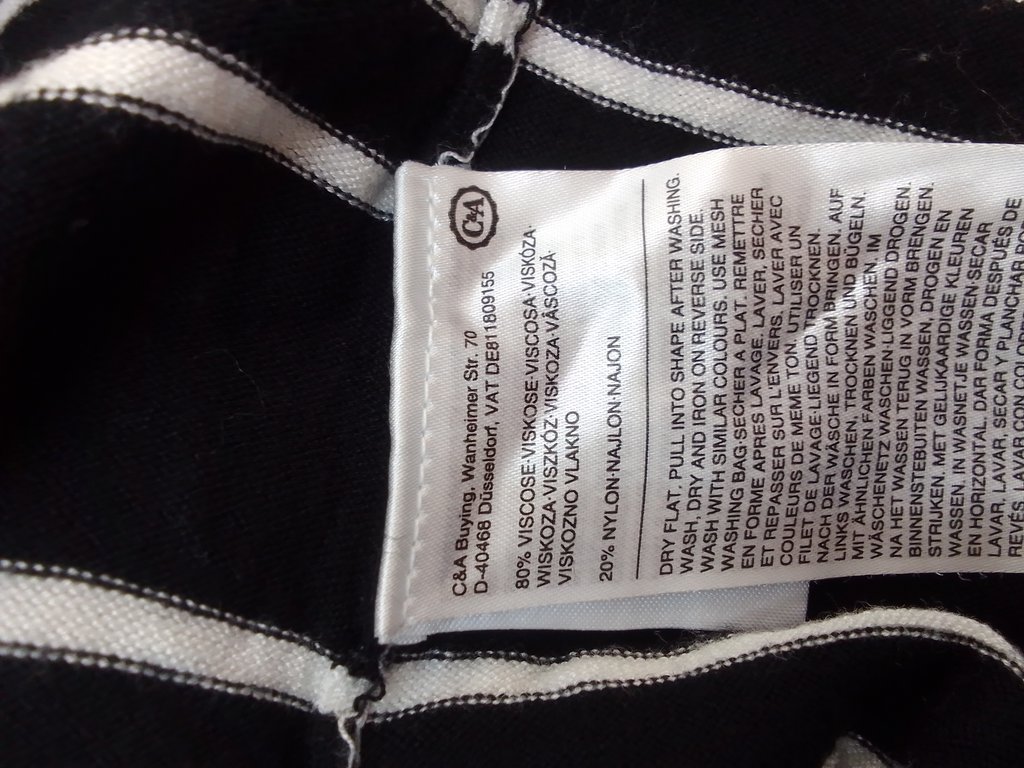 C&A
C&A Buying, Wanheimer Str. 70
D-40468 Düsseldorf, VAT DE811809155
80% VISCOSE·VISKOSE·VISCOSA·VISKÓZA·
WISKOZA·VISZKÓZ·VISKOZA·VÂSCOZÂ·
VISKOZNO VLAKNO
20% NYLON·NAJLON·NAJON
DRY FLAT. PULL INTO SHAPE AFTER WASHING.
WASH, DRY AND IRON ON REVERSE SIDE.
WASH WITH SIMILAR COLOURS. USE MESH
WASHING BAG·SECHER A PLAT. REMETTRE
EN FORME APRES LAVAGE. LAVER, SECHER
ET REPASSER SUR L'ENVERS. LAVER AVEC
COULEURS DE MEME TON. UTILISER UN
FILET DE LAVAGE·LIEGEND TROCKNEN.
NACH DER WÄSCHE IN FORM BRINGEN. AUF
LINKS WASCHEN, TROCKNEN UND BÜGELN.
MIT ÄHNLICHEN FARBEN WASCHEN. IM
WÄSCHENETZ WASCHEN·LIGGEND DROGEN.
NA HET WASSEN TERUG IN VORM BRENGEN.
BINNENSTEBUITEN WASSEN, DROGEN EN
STRIJKEN. MET GELIJKAARDIGE KLEUREN
WASSEN. IN WASNETJE WASSEN·SECAR
EN HORIZONTAL. DAR FORMA DESPUÉS DE
LAVAR. LAVAR, SECAR Y PLANCHAR POR
REVÉS. LAVAR CON